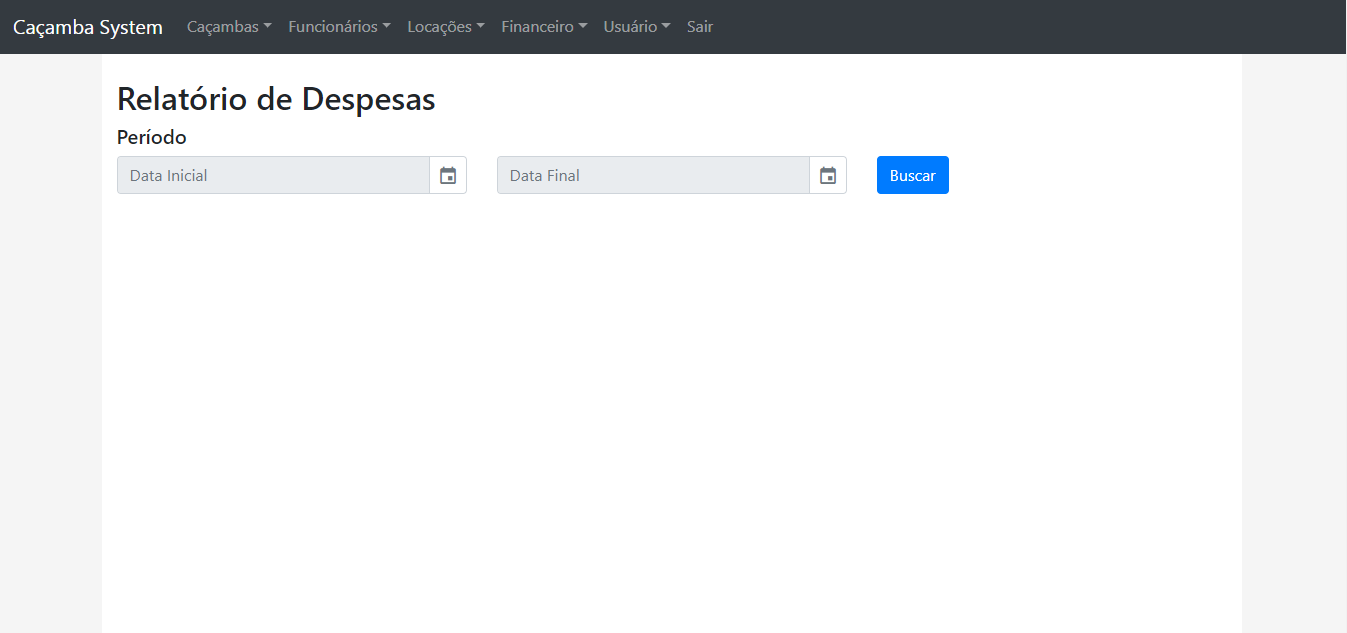 Caçamba System Caçambas Funcionários Locações Financeiro Usuário Sair
Relatório de Despesas
Período
Data Inicial Data Final Buscar